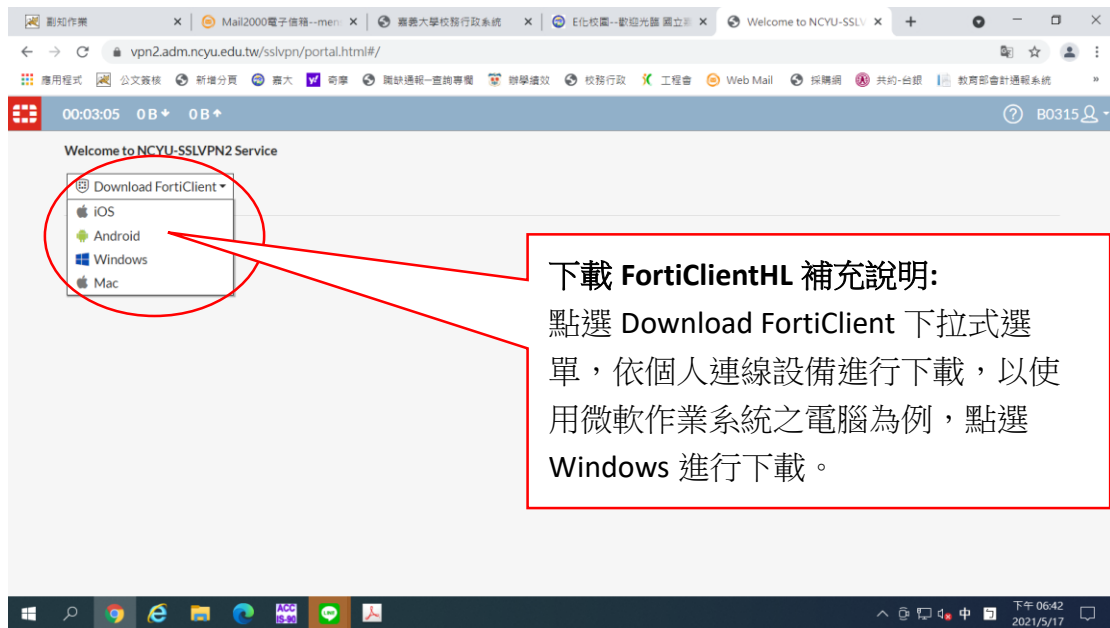 副知作業 Mail2000電子信箱--men 嘉義大學校務行政系統 E化校園--歡迎光臨 國立嘉 Welcome to NCYU-SSLV
vpn2.adm.ncyu.edu.tw/sslvpn/portal.html#/
應用程式 公文簽核 新增分頁 嘉大 奇摩 職缺通報—查詢專欄 辦學績效 校務行政 工程會 Web Mail 採購網 共約-台銀 教育部會計通報系統 »
00:03:05 0 B 0 B B0315
Welcome to NCYU-SSLVPN2 Service
Download FortiClient
iOS
Android
Windows
Mac
下載 FortiClientHL 補充說明:
點選 Download FortiClient 下拉式選
單，依個人連線設備進行下載，以使
用微軟作業系統之電腦為例，點選
Windows 進行下載。
ACC
IS-90
中
下午 06:42
2021/5/17